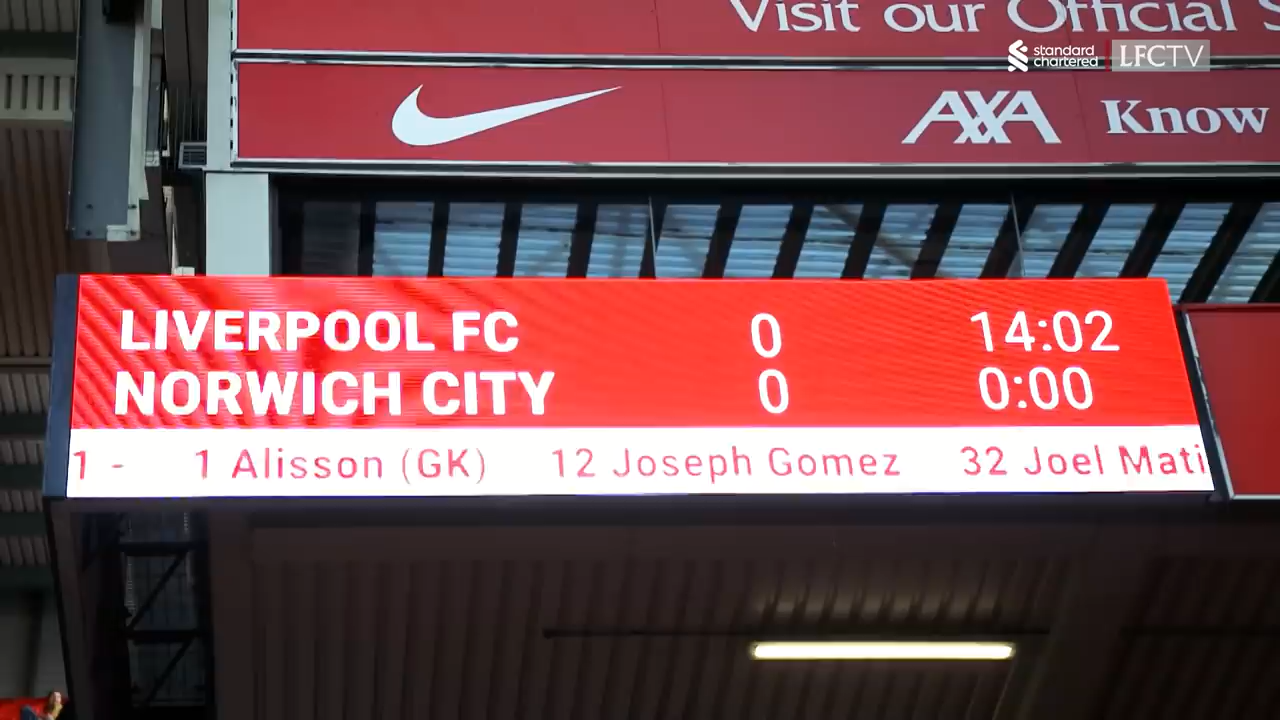 Visit our Official S
standard chartered LFCTV
AXA Know
LIVERPOOL FC 0 14:02
NORWICH CITY 0 0:00
1 - 1 Alisson (GK) 12 Joseph Gomez 32 Joel Mati